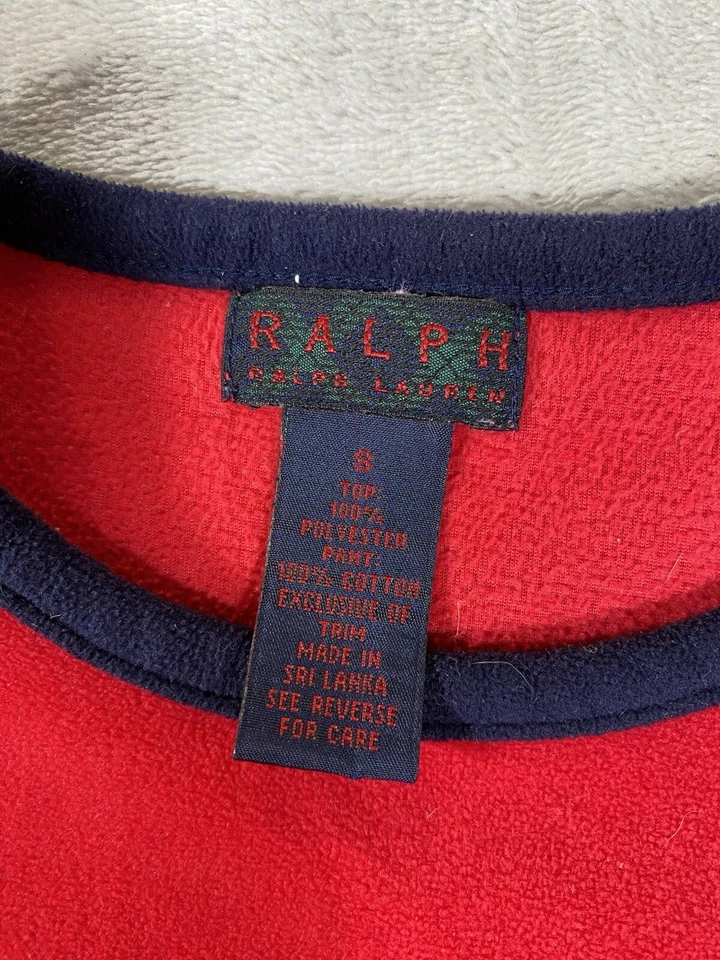 RALPH
RALPH LAUREN
S
TOP:
100%
POLYESTER
PANT:
100% COTTON
EXCLUSIVE OF
TRIM
MADE IN
SRI LANKA
SEE REVERSE
FOR CARE